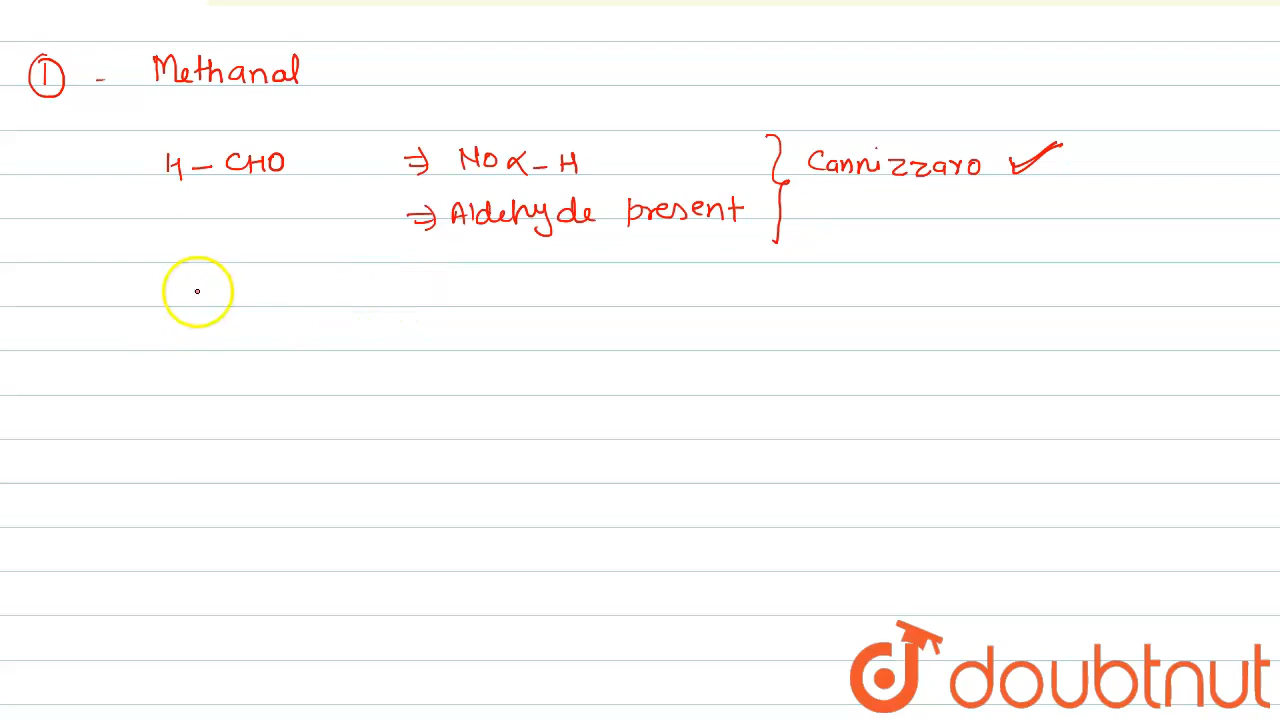 ① - Methanal
H - CHO ⇒ No α - H } Cannizzaro ✓
⇒ Aldehyde present
doubtnut